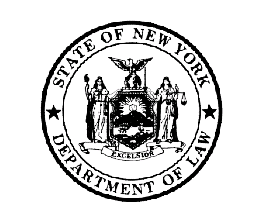 STATE OF NEW YORK
EXCELSIOR
DEPARTMENT OF LAW